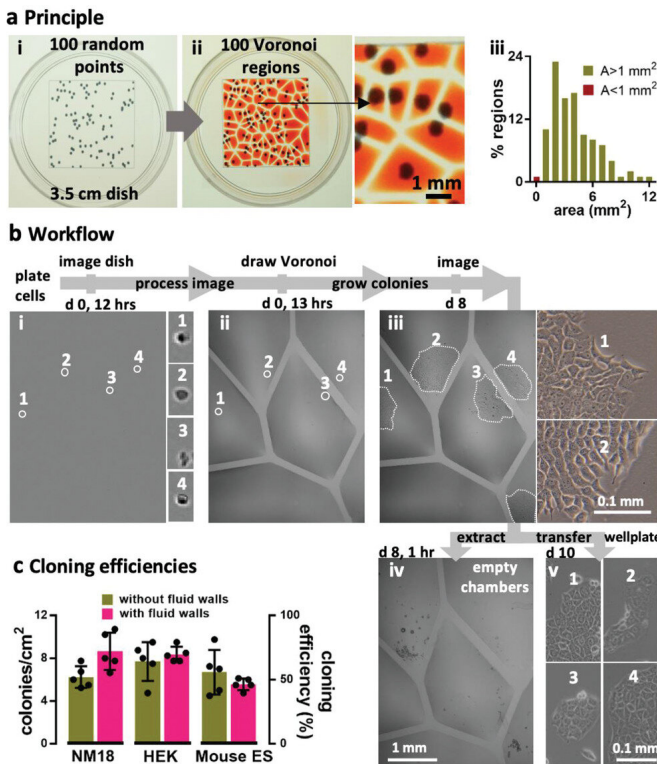 a Principle
i
100 random
points
3.5 cm dish
ii
100 Voronoi
regions
1 mm
iii
24
12
0
% regions
A>1 mm²
A<1 mm²
0 6 12
area (mm²)
b Workflow
plate
cells
image dish
draw Voronoi
image
process image
grow colonies
d 0, 12 hrs
d 0, 13 hrs
d 8
i
1
2
3
4
1
2
3
4
ii
1
2
3
4
iii
1
2
3
4
1
2
0.1 mm
extract
transfer
wellplate
d 8, 1 hr
d 10
iv
empty
chambers
1 mm
v
1
2
3
4
0.1 mm
c Cloning efficiencies
without fluid walls
with fluid walls
12
8
4
0
colonies/cm²
100
50
0
cloning
efficiency (%)
NM18 HEK Mouse ES